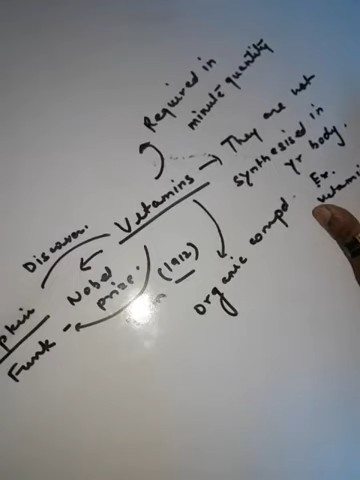 Required in
minute quantity
They are not
synthesised in
yr body.
Ex.
Vitamins
Discover.
Nobel
prize.
(1912)
Organic compd.
Funk